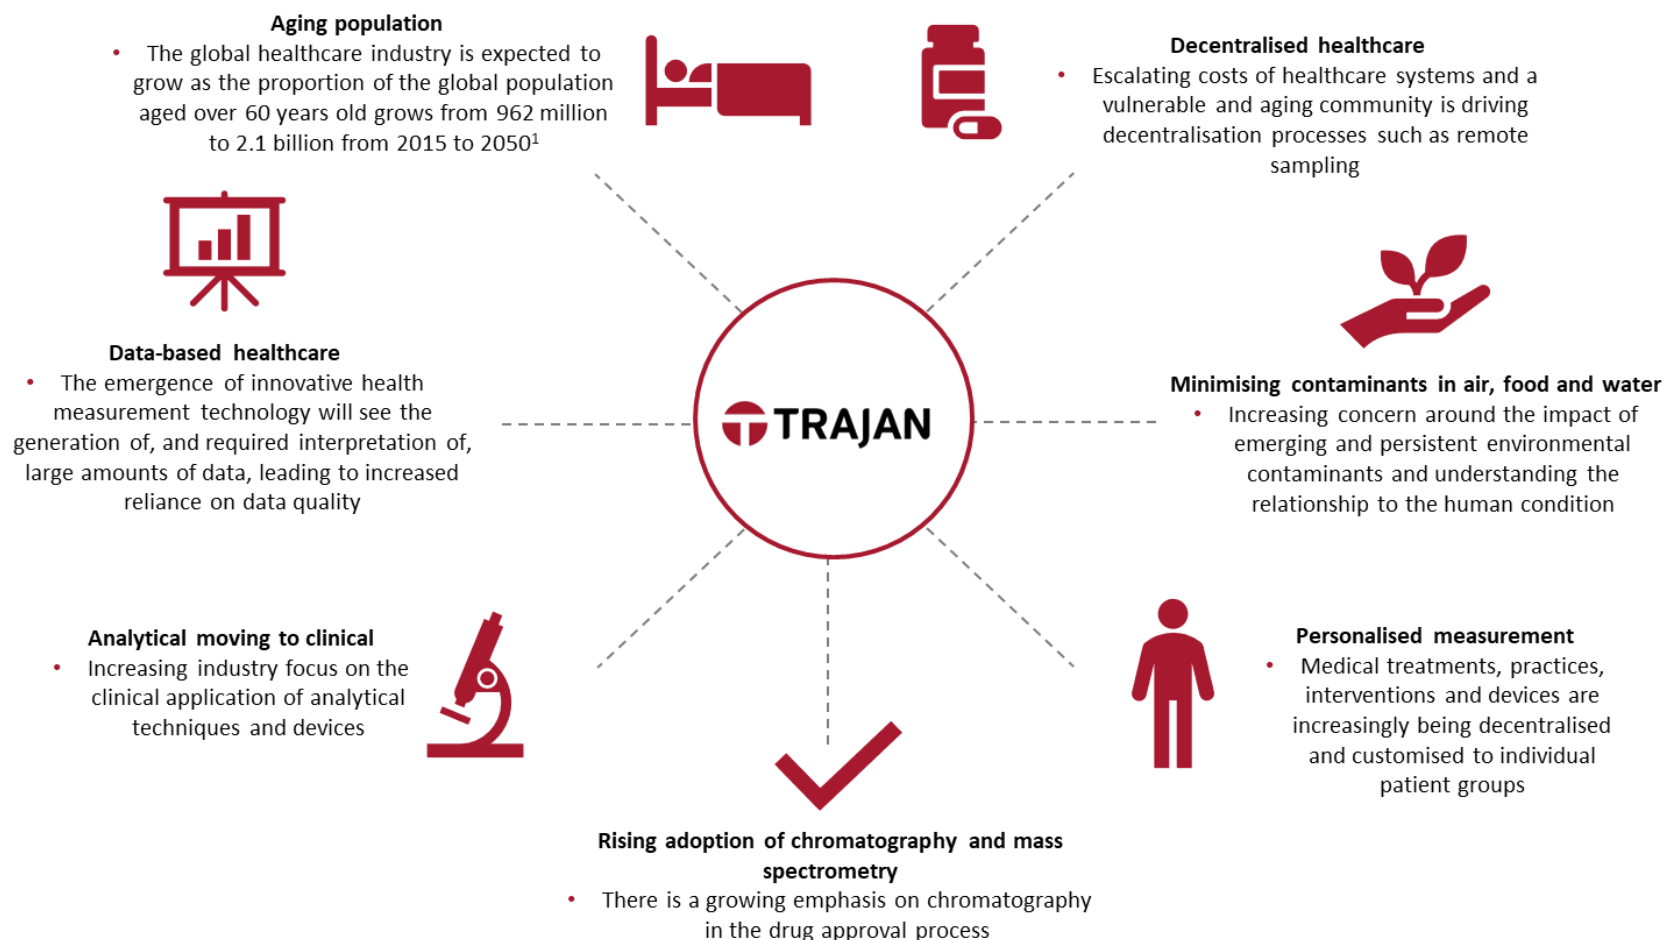 Aging population
• The global healthcare industry is expected to
grow as the proportion of the global population
aged over 60 years old grows from 962 million
to 2.1 billion from 2015 to 2050¹
Decentralised healthcare
• Escalating costs of healthcare systems and a
vulnerable and aging community is driving
decentralisation processes such as remote
sampling
Data-based healthcare
• The emergence of innovative health
measurement technology will see the
generation of, and required interpretation of,
large amounts of data, leading to increased
reliance on data quality
TRAJAN
Minimising contaminants in air, food and water
• Increasing concern around the impact of
emerging and persistent environmental
contaminants and understanding the
relationship to the human condition
Analytical moving to clinical
• Increasing industry focus on the
clinical application of analytical
techniques and devices
Personalised measurement
• Medical treatments, practices,
interventions and devices are
increasingly being decentralised
and customised to individual
patient groups
Rising adoption of chromatography and mass
spectrometry
• There is a growing emphasis on chromatography
in the drug approval process